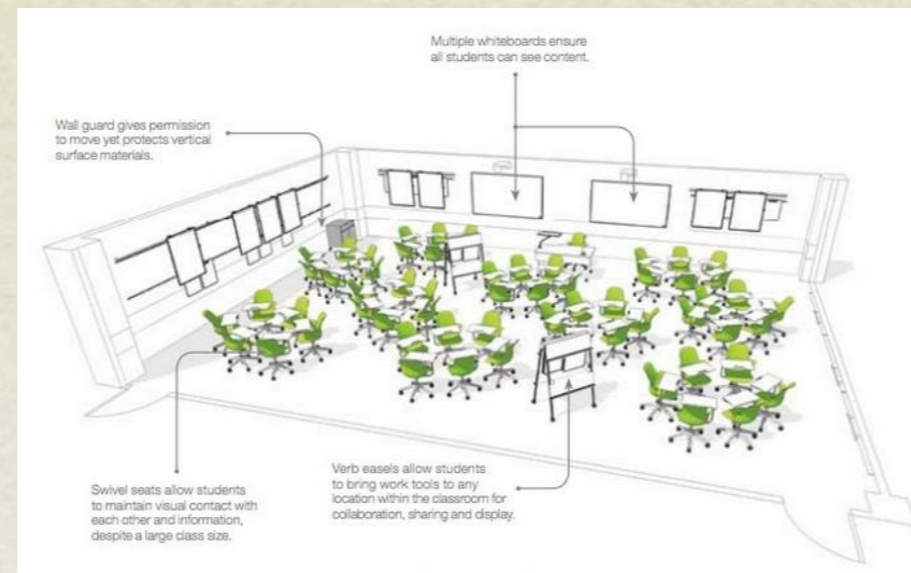 Multiple whiteboards ensure
all students can see content.
Wall guard gives permission
to move yet protects vertical
surface materials.
Swivel seats allow students
to maintain visual contact with
each other and information,
despite a large class size.
Verb easels allow students
to bring work tools to any
location within the classroom for
collaboration, sharing and display.